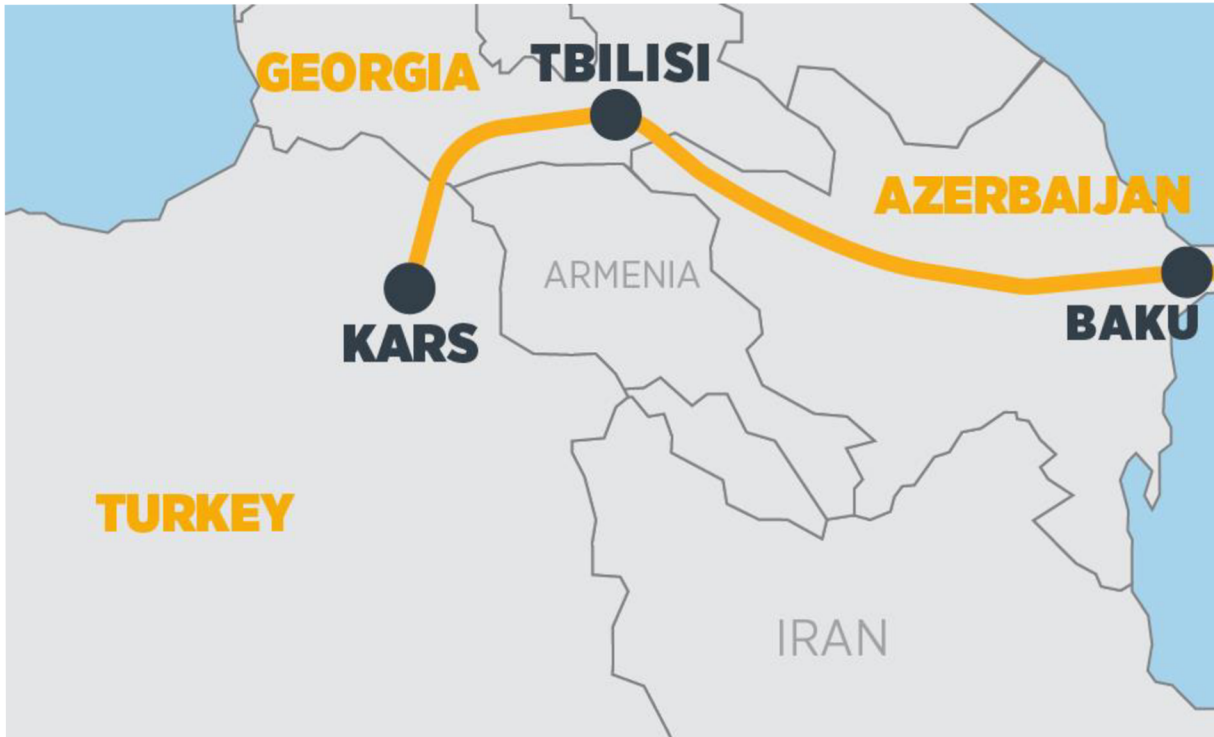 GEORGIA
TBILISI
AZERBAIJAN
ARMENIA
BAKU
KARS
TURKEY
IRAN